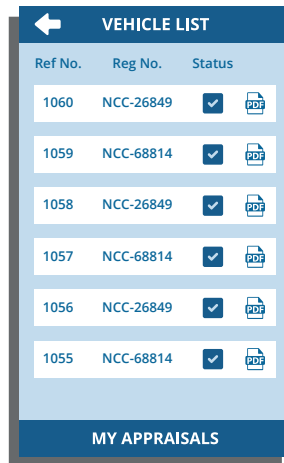 VEHICLE LIST
Ref No. Reg No. Status
1060 NCC-26849 PDF
1059 NCC-68814 PDF
1058 NCC-26849 PDF
1057 NCC-68814 PDF
1056 NCC-26849 PDF
1055 NCC-68814 PDF
MY APPRAISALS